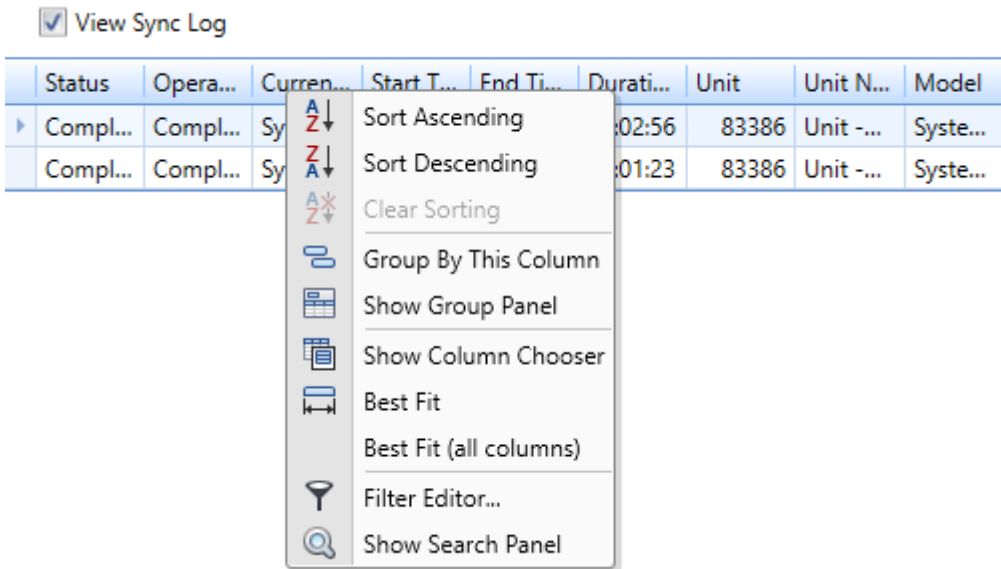 View Sync Log
Status Opera... Curren... Start T... End Ti... Durati... Unit Unit N... Model
Compl... Compl... Sy :02:56 83386 Unit -... Syste...
Compl... Compl... Sy :01:23 83386 Unit -... Syste...
Sort Ascending
Sort Descending
Clear Sorting
Group By This Column
Show Group Panel
Show Column Chooser
Best Fit
Best Fit (all columns)
Filter Editor...
Show Search Panel